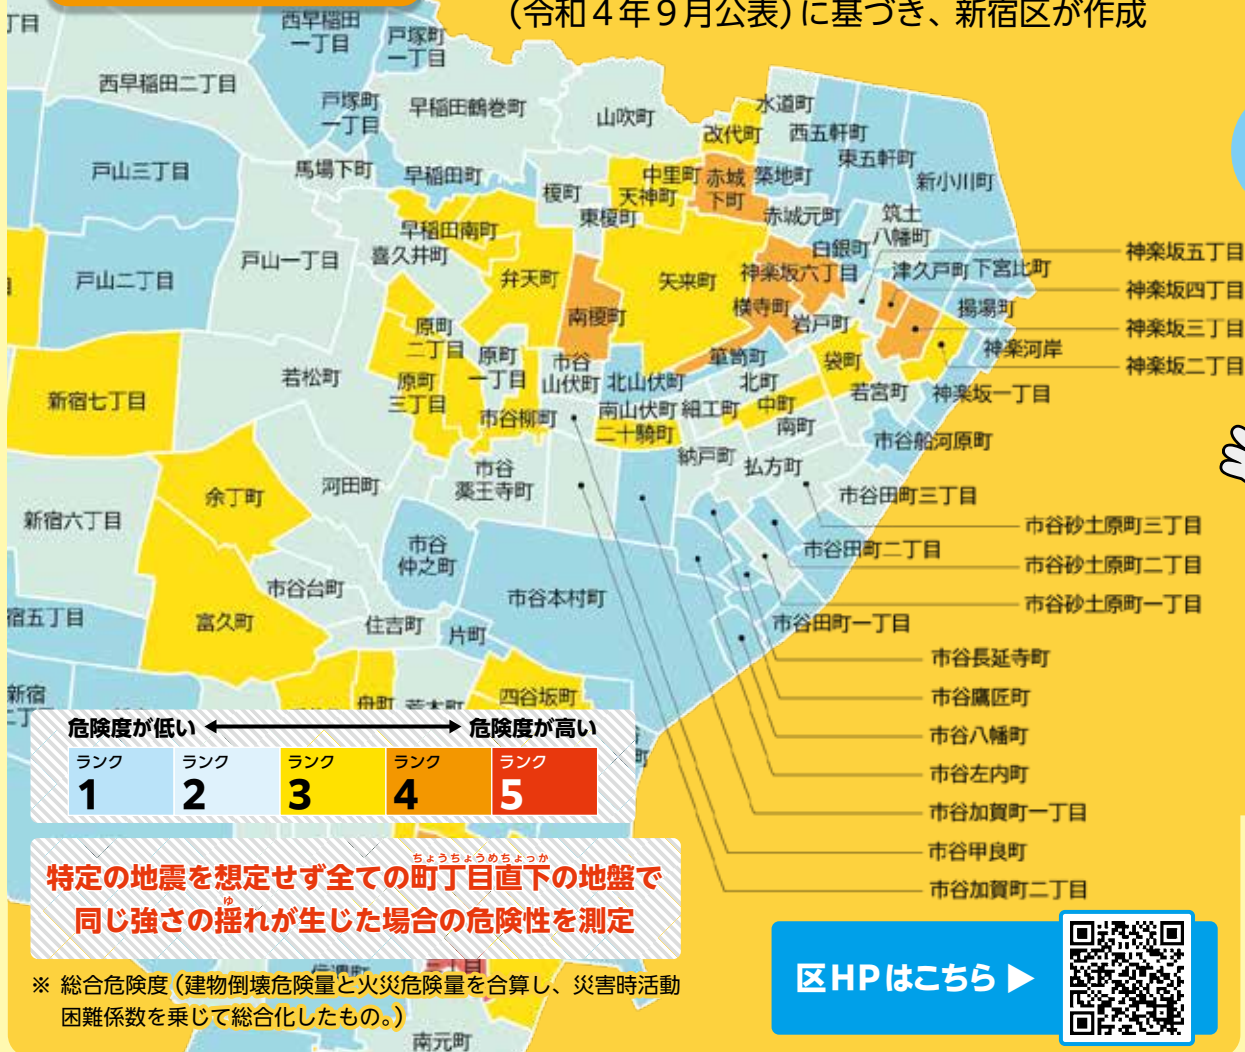 (令和4年9月公表)に基づき、新宿区が作成
丁目
西早稲田
一丁目
戸塚町
一丁目
西早稲田二丁目
戸塚町
一丁目
早稲田鶴巻町
山吹町
水道町
改代町
西五軒町
東五軒町
新小川町
戸山三丁目
馬場下町
早稲田町
榎町
中里町
天神町
赤城
下町
築地町
東榎町
赤城元町
筑土
八幡町
早稲田南町
喜久井町
白銀町
戸山一丁目
戸山二丁目
弁天町
矢来町
神楽坂六丁目
津久戸町
下宮比町
神楽坂五丁目
神楽坂四丁目
南榎町
横寺町
岩戸町
揚場町
神楽坂三丁目
原町
二丁目
原町
一丁目
市谷
山伏町
北山伏町
箪笥町
袋町
神楽河岸
神楽坂二丁目
若松町
原町
三丁目
北町
若宮町
神楽坂一丁目
新宿七丁目
市谷柳町
南山伏町
細工町
中町
二十騎町
南町
市谷船河原町
納戸町
払方町
市谷
薬王寺町
河田町
余丁町
市谷田町三丁目
新宿六丁目
市谷砂土原町三丁目
市谷
仲之町
市谷田町二丁目
市谷砂土原町二丁目
市谷台町
市谷本村町
市谷砂土原町一丁目
宿五丁目
富久町
住吉町
片町
市谷田町一丁目
市谷長延寺町
市谷鷹匠町
市谷八幡町
市谷左内町
市谷加賀町一丁目
市谷甲良町
市谷加賀町二丁目
新宿
舟町
荒木町
四谷坂町
危険度が低い
危険度が高い
ランク
1
ランク
2
ランク
3
ランク
4
ランク
5
ちょうちょうめちょっか
特定の地震を想定せず全ての町丁目直下の地盤で
ゆ
同じ強さの揺れが生じた場合の危険性を測定
※ 総合危険度(建物倒壊危険量と火災危険量を合算し、災害時活動
困難係数を乗じて総合化したもの。)
南元町
区HPはこちら ▶